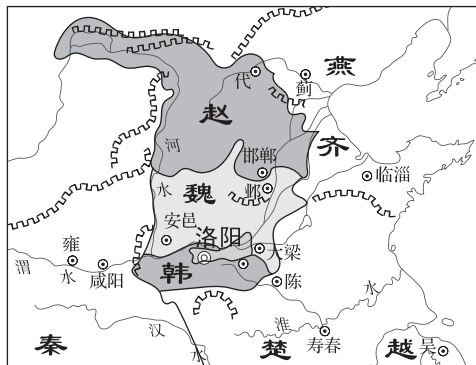 燕
代
蓟
赵
齐
河
邯郸
临淄
水
魏
邺
安邑
洛阳
大梁
雍
渭
水
咸阳
韩
陈
水
汉
淮
秦
水
楚
寿春
越
吴